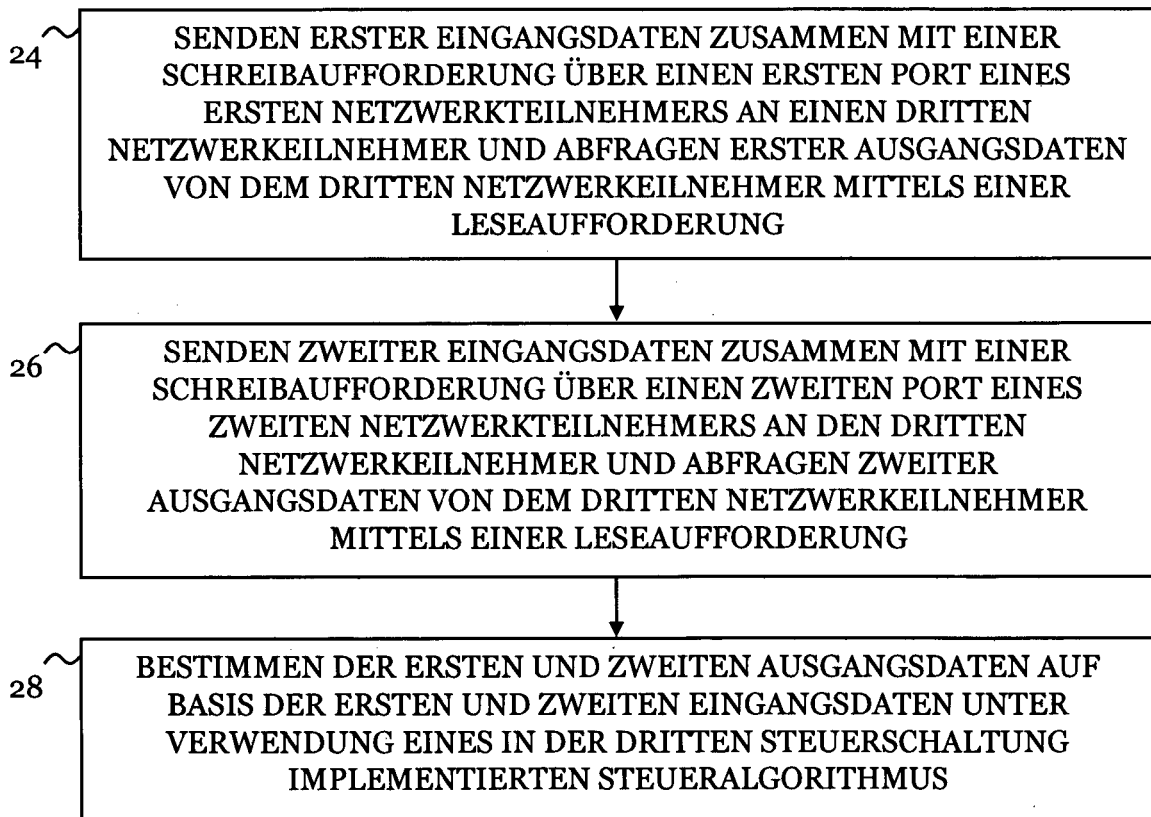 24
SENDEN ERSTER EINGANGSDATEN ZUSAMMEN MIT EINER
SCHREIBAUFFORDERUNG ÜBER EINEN ERSTEN PORT EINES
ERSTEN NETZWERKTEILNEHMERS AN EINEN DRITTEN
NETZWERKEILNEHMER UND ABFRAGEN ERSTER AUSGANGSDATEN
VON DEM DRITTEN NETZWERKEILNEHMER MITTELS EINER
LESEAUFFORDERUNG
26
SENDEN ZWEITER EINGANGSDATEN ZUSAMMEN MIT EINER
SCHREIBAUFFORDERUNG ÜBER EINEN ZWEITEN PORT EINES
ZWEITEN NETZWERKTEILNEHMERS AN DEN DRITTEN
NETZWERKEILNEHMER UND ABFRAGEN ZWEITER
AUSGANGSDATEN VON DEM DRITTEN NETZWERKEILNEHMER
MITTELS EINER LESEAUFFORDERUNG
28
BESTIMMEN DER ERSTEN UND ZWEITEN AUSGANGSDATEN AUF
BASIS DER ERSTEN UND ZWEITEN EINGANGSDATEN UNTER
VERWENDUNG EINES IN DER DRITTEN STEUERSCHALTUNG
IMPLEMENTIERTEN STEUERALGORITHMUS